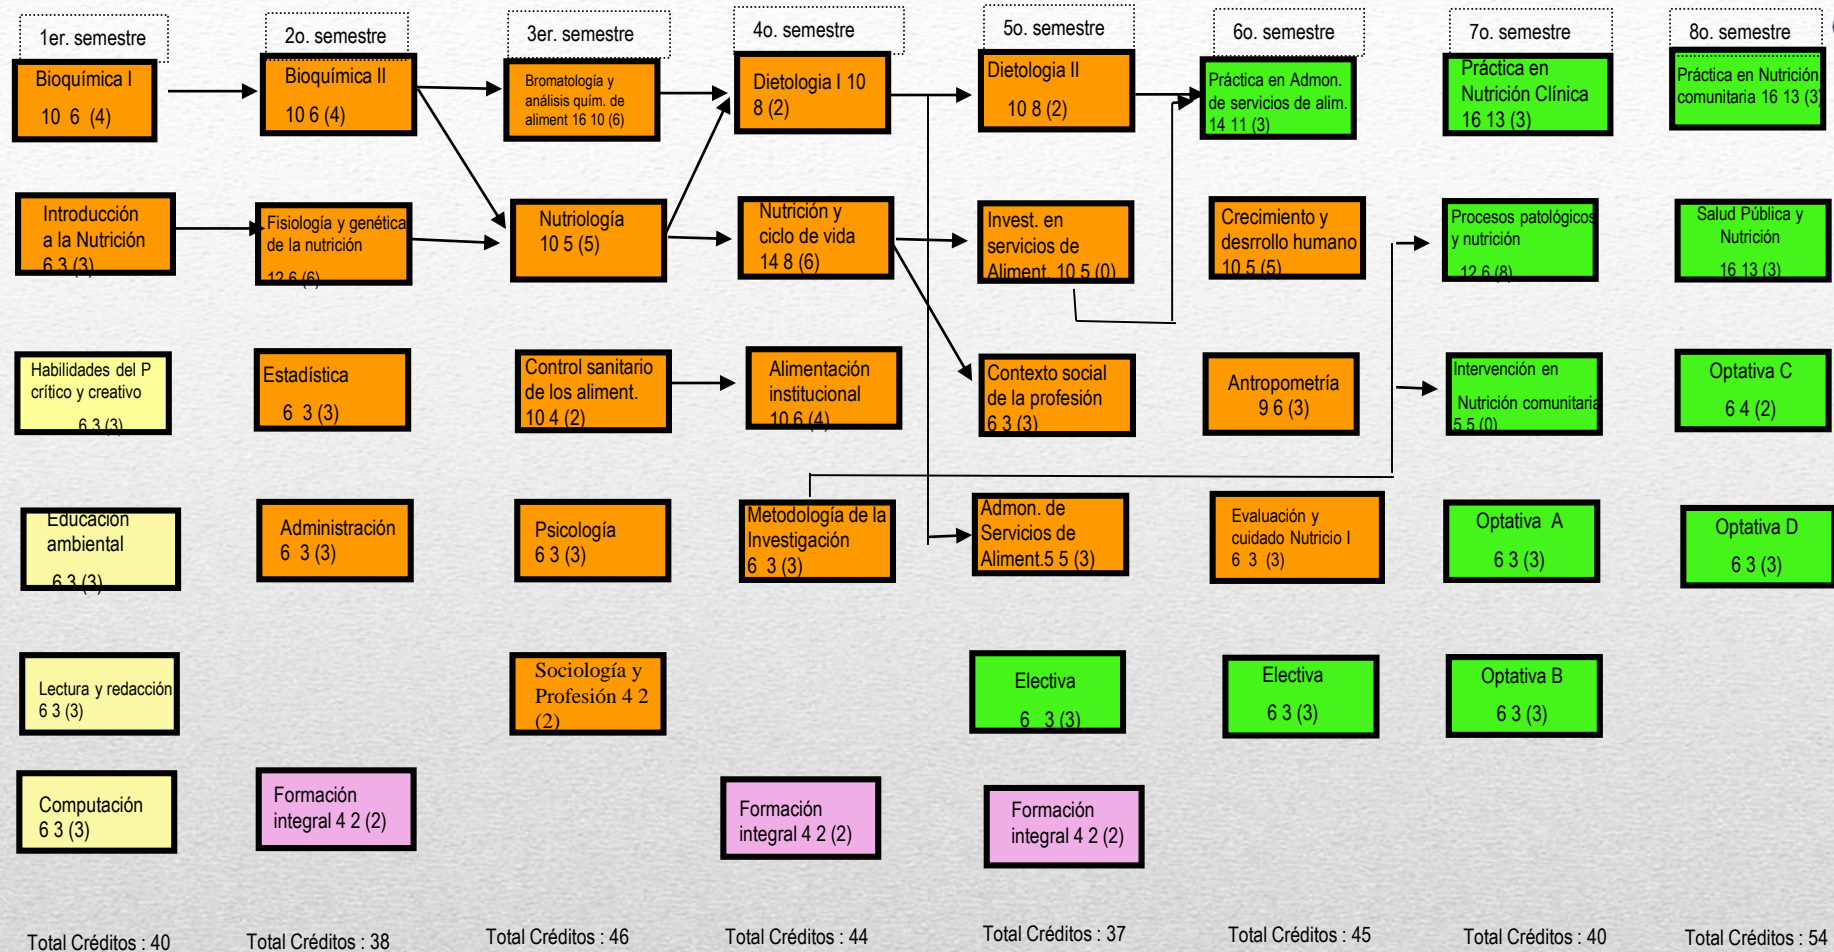 1er. semestre
Bioquímica I
10 6 (4)
Introducción
a la Nutrición
6 3 (3)
Habilidades del P
crítico y creativo
6 3 (3)
Educación
ambiental
6 3 (3)
Lectura y redacción
6 3 (3)
Computación
6 3 (3)
Total Créditos : 40
2o. semestre
Bioquímica II
10 6 (4)
Fisiología y genética
de la nutrición
12 6 (6)
Estadística
6 3 (3)
Administración
6 3 (3)
Formación
integral 4 2 (2)
Total Créditos : 38
3er. semestre
Bromatología y
análisis quím. de
aliment 16 10 (6)
Nutriología
10 5 (5)
Control sanitario
de los aliment.
10 4 (2)
Psicología
6 3 (3)
Sociología y
Profesión 4 2
(2)
Total Créditos : 46
4o. semestre
Dietologia I 10
8 (2)
Nutrición y
ciclo de vida
14 8 (6)
Alimentación
institucional
10 6 (4)
Metodología de la
Investigación
6 3 (3)
Formación
integral 4 2 (2)
Total Créditos : 44
5o. semestre
Dietologia II
10 8 (2)
Invest. en
servicios de
Aliment. 10 5 (0)
Contexto social
de la profesión
6 3 (3)
Admon. de
Servicios de
Aliment.5 5 (3)
Electiva
6 3 (3)
Formación
integral 4 2 (2)
Total Créditos : 37
6o. semestre
Práctica en Admon.
de servicios de alim.
14 11 (3)
Crecimiento y
desrrollo humano
10 5 (5)
Antropometría
9 6 (3)
Evaluación y
cuidado Nutricio I
6 3 (3)
Electiva
6 3 (3)
Total Créditos : 45
7o. semestre
Práctica en
Nutrición Clínica
16 13 (3)
Procesos patológicos
y nutrición
12 6 (8)
Intervención en
Nutrición comunitaria
5 5 (0)
Optativa A
6 3 (3)
Optativa B
6 3 (3)
Total Créditos : 40
8o. semestre
Práctica en Nutrición
comunitaria 16 13 (3)
Salud Pública y
Nutrición
16 13 (3)
Optativa C
6 4 (2)
Optativa D
6 3 (3)
Total Créditos : 54